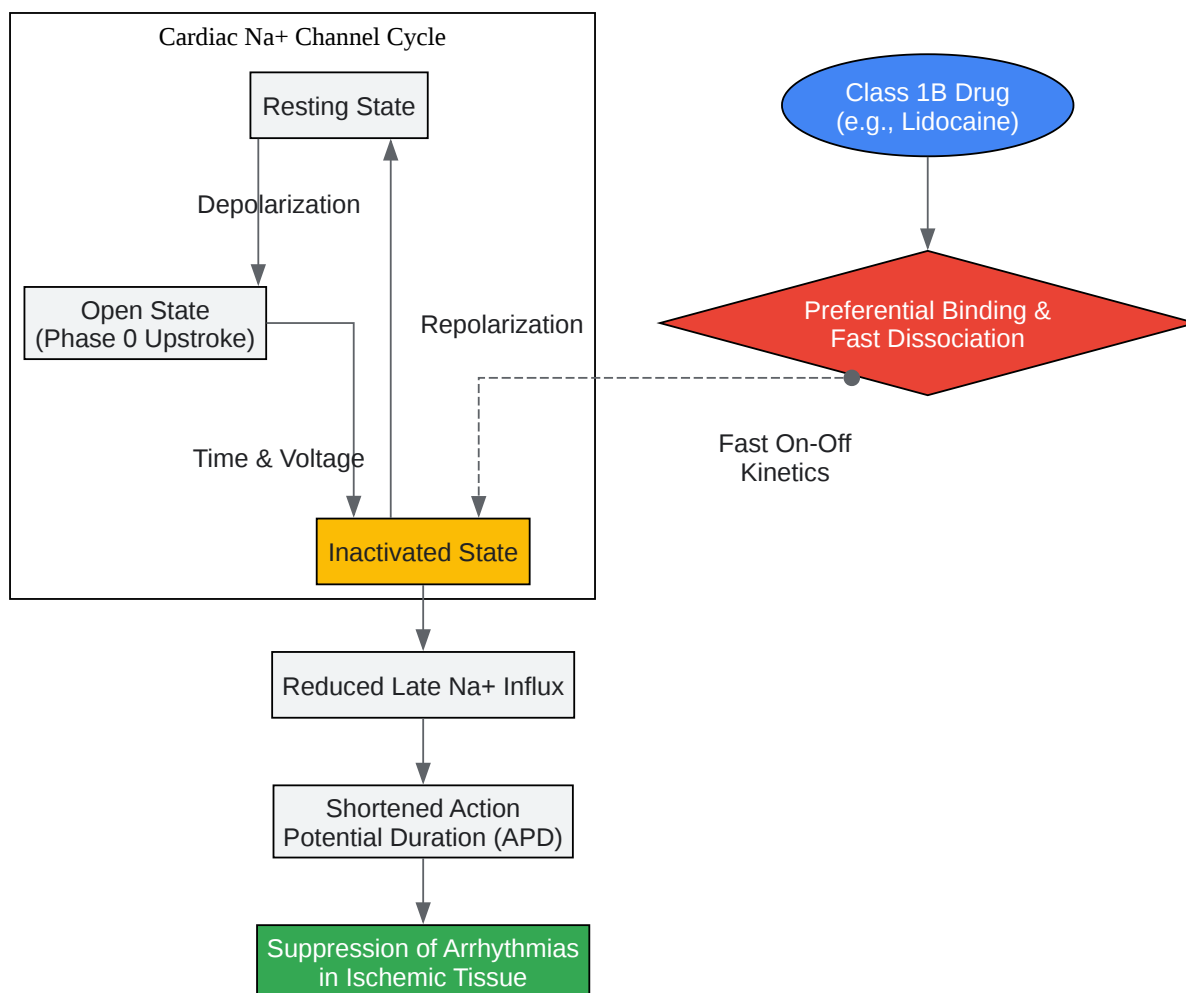 Cardiac Na+ Channel Cycle
Resting State
Class 1B Drug
(e.g., Lidocaine)
Depolarization
Open State
(Phase 0 Upstroke)
Repolarization
Preferential Binding &
Fast Dissociation
Time & Voltage
Fast On-Off
Kinetics
Inactivated State
Reduced Late Na+ Influx
Shortened Action
Potential Duration (APD)
Suppression of Arrhythmias
in Ischemic Tissue